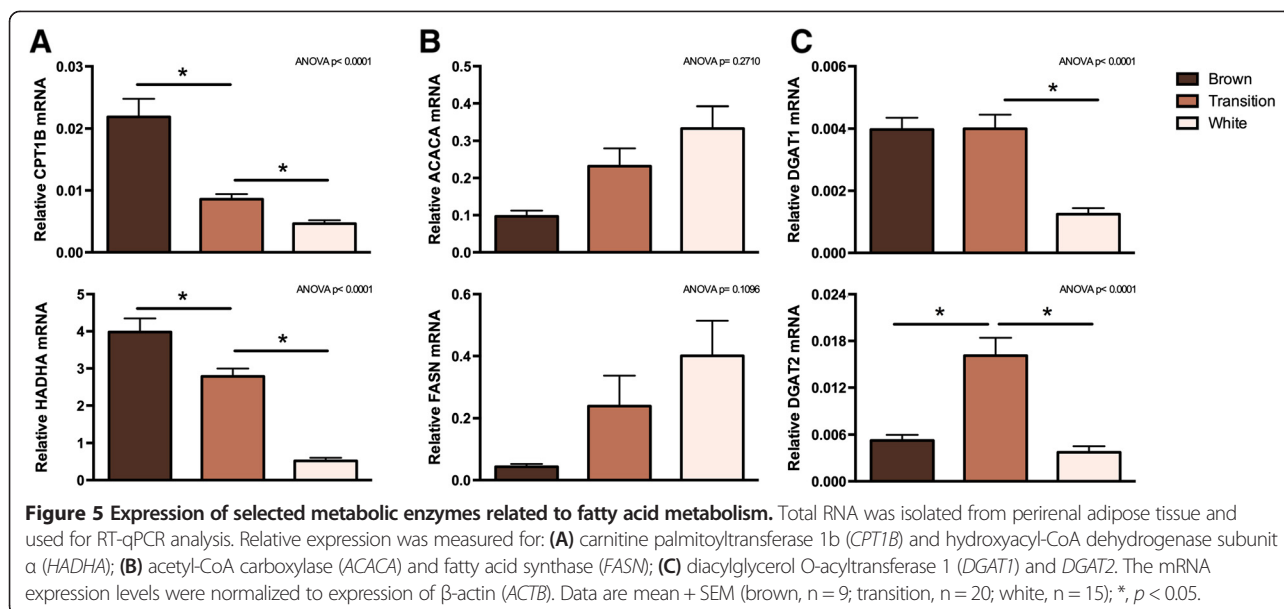 A
ANOVA p< 0.0001
Relative CPT1B mRNA
0.03
0.02
0.01
0.00
*
*
B
ANOVA p= 0.2710
Relative ACACA mRNA
0.5
0.4
0.3
0.2
0.1
0.0
C
ANOVA p< 0.0001
Relative DGAT1 mRNA
0.006
0.004
0.002
0.000
*
Brown
Transition
White
ANOVA p< 0.0001
Relative HADHA mRNA
5
4
3
2
1
0
*
*
ANOVA p= 0.1096
Relative FASN mRNA
0.6
0.4
0.2
0.0
ANOVA p< 0.0001
Relative DGAT2 mRNA
0.024
0.018
0.012
0.006
0.000
*
*
Figure 5 Expression of selected metabolic enzymes related to fatty acid metabolism. Total RNA was isolated from perirenal adipose tissue and
used for RT-qPCR analysis. Relative expression was measured for: (A) carnitine palmitoyltransferase 1b (CPT1B) and hydroxyacyl-CoA dehydrogenase subunit
α (HADHA); (B) acetyl-CoA carboxylase (ACACA) and fatty acid synthase (FASN); (C) diacylglycerol O-acyltransferase 1 (DGAT1) and DGAT2. The mRNA
expression levels were normalized to expression of β-actin (ACTB). Data are mean + SEM (brown, n = 9; transition, n = 20; white, n = 15); *, p < 0.05.